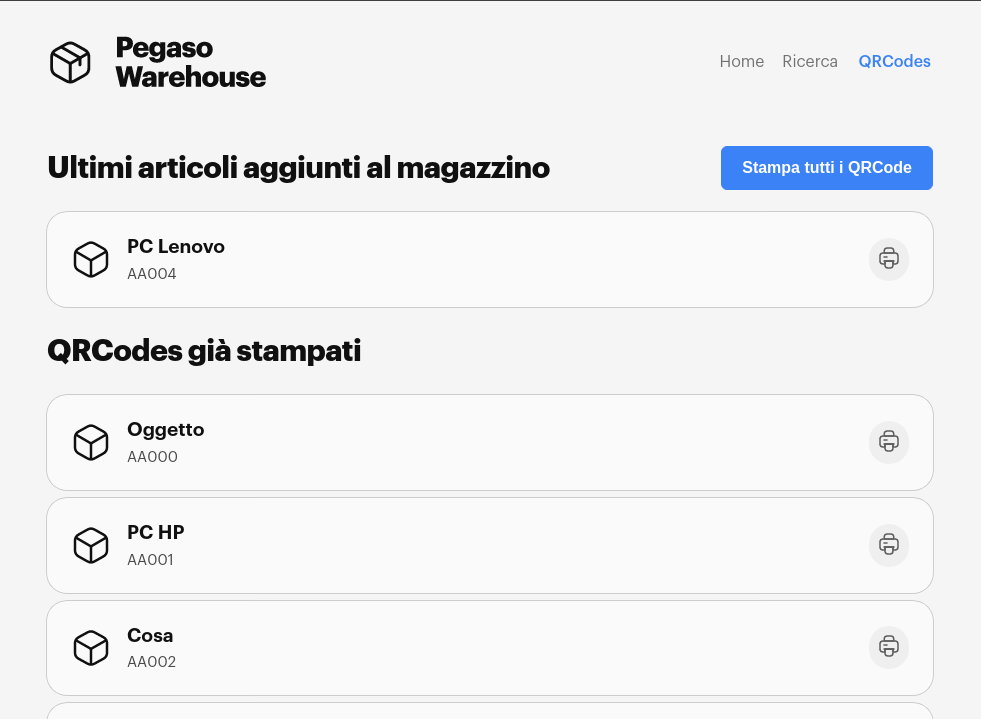 Pegaso
Warehouse
Home Ricerca QRCodes
Ultimi articoli aggiunti al magazzino
Stampa tutti i QRCode
PC Lenovo
AA004
QRCodes già stampati
Oggetto
AA000
PC HP
AA001
Cosa
AA002